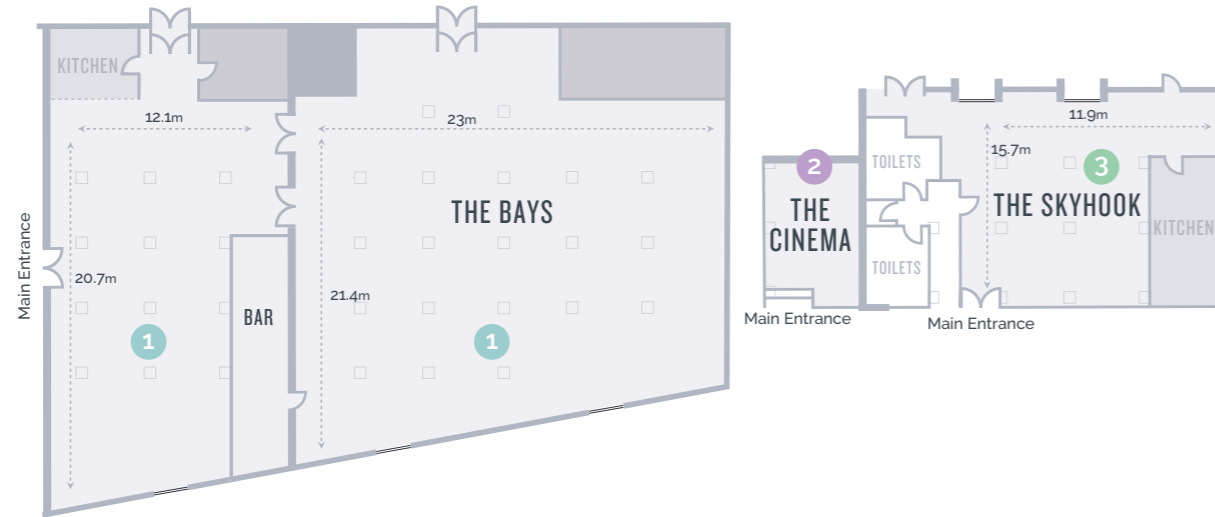 KITCHEN
12.1m
23m
THE BAYS
Main Entrance
20.7m
21.4m
BAR
1
1
11.9m
15.7m
2
3
TOILETS
THE
CINEMA
THE SKYHOOK
KITCHEN
TOILETS
Main Entrance
Main Entrance